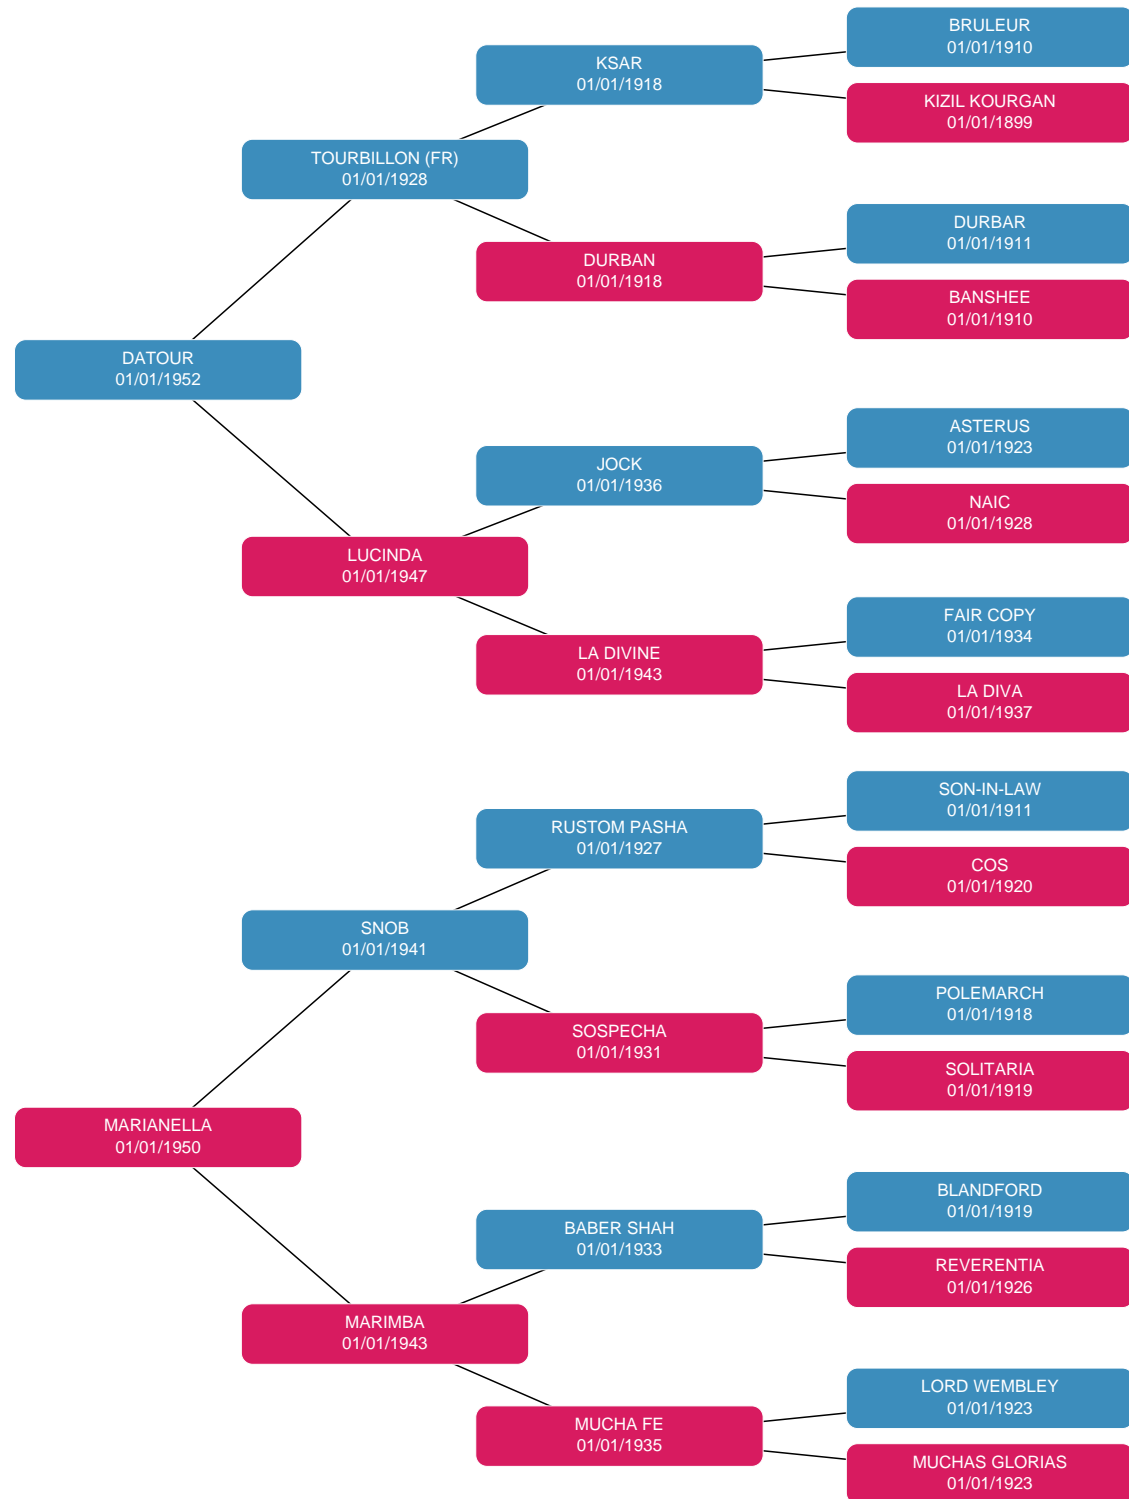 BRULEUR
01/01/1910
KSAR
01/01/1918
KIZIL KOURGAN
01/01/1899
TOURBILLON (FR)
01/01/1928
DURBAR
01/01/1911
DURBAN
01/01/1918
BANSHEE
01/01/1910
DATOUR
01/01/1952
ASTERUS
01/01/1923
JOCK
01/01/1936
NAIC
01/01/1928
LUCINDA
01/01/1947
FAIR COPY
01/01/1934
LA DIVINE
01/01/1943
LA DIVA
01/01/1937
SON-IN-LAW
01/01/1911
RUSTOM PASHA
01/01/1927
COS
01/01/1920
SNOB
01/01/1941
POLEMARCH
01/01/1918
SOSPECHA
01/01/1931
SOLITARIA
01/01/1919
MARIANELLA
01/01/1950
BLANDFORD
01/01/1919
BABER SHAH
01/01/1933
REVERENTIA
01/01/1926
MARIMBA
01/01/1943
LORD WEMBLEY
01/01/1923
MUCHA FE
01/01/1935
MUCHAS GLORIAS
01/01/1923